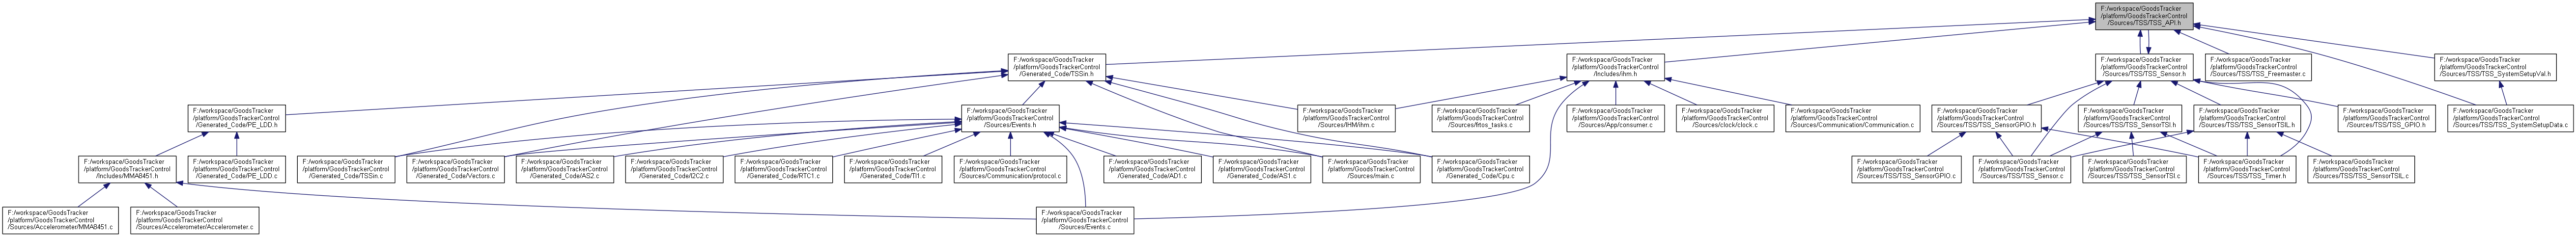 F:/workspace/GoodsTracker
/platform/GoodsTrackerControl
/Sources/TSS/TSS_API.h
F:/workspace/GoodsTracker
/platform/GoodsTrackerControl
/Generated_Code/TSSin.h
F:/workspace/GoodsTracker
/platform/GoodsTrackerControl
/Includes/ihm.h
F:/workspace/GoodsTracker
/platform/GoodsTrackerControl
/Sources/TSS/TSS_Sensor.h
F:/workspace/GoodsTracker
/platform/GoodsTrackerControl
/Sources/TSS/TSS_Freemaster.c
F:/workspace/GoodsTracker
/platform/GoodsTrackerControl
/Sources/TSS/TSS_SystemSetupVal.h
F:/workspace/GoodsTracker
/platform/GoodsTrackerControl
/Generated_Code/PE_LDD.h
F:/workspace/GoodsTracker
/platform/GoodsTrackerControl
/Sources/Events.h
F:/workspace/GoodsTracker
/platform/GoodsTrackerControl
/Sources/IHM/ihm.c
F:/workspace/GoodsTracker
/platform/GoodsTrackerControl
/Sources/rtos_tasks.c
F:/workspace/GoodsTracker
/platform/GoodsTrackerControl
/Sources/App/consumer.c
F:/workspace/GoodsTracker
/platform/GoodsTrackerControl
/Sources/clock/clock.c
F:/workspace/GoodsTracker
/platform/GoodsTrackerControl
/Sources/Communication/Communication.c
F:/workspace/GoodsTracker
/platform/GoodsTrackerControl
/Sources/TSS/TSS_SensorGPIO.h
F:/workspace/GoodsTracker
/platform/GoodsTrackerControl
/Sources/TSS/TSS_SensorTSI.h
F:/workspace/GoodsTracker
/platform/GoodsTrackerControl
/Sources/TSS/TSS_SensorTSIL.h
F:/workspace/GoodsTracker
/platform/GoodsTrackerControl
/Sources/TSS/TSS_GPIO.h
F:/workspace/GoodsTracker
/platform/GoodsTrackerControl
/Sources/TSS/TSS_SystemSetupData.c
F:/workspace/GoodsTracker
/platform/GoodsTrackerControl
/Includes/MMA8451.h
F:/workspace/GoodsTracker
/platform/GoodsTrackerControl
/Generated_Code/PE_LDD.c
F:/workspace/GoodsTracker
/platform/GoodsTrackerControl
/Generated_Code/TSSin.c
F:/workspace/GoodsTracker
/platform/GoodsTrackerControl
/Generated_Code/Vectors.c
F:/workspace/GoodsTracker
/platform/GoodsTrackerControl
/Generated_Code/AS2.c
F:/workspace/GoodsTracker
/platform/GoodsTrackerControl
/Generated_Code/I2C2.c
F:/workspace/GoodsTracker
/platform/GoodsTrackerControl
/Generated_Code/RTC1.c
F:/workspace/GoodsTracker
/platform/GoodsTrackerControl
/Generated_Code/TI1.c
F:/workspace/GoodsTracker
/platform/GoodsTrackerControl
/Sources/Communication/protocol.c
F:/workspace/GoodsTracker
/platform/GoodsTrackerControl
/Generated_Code/AD1.c
F:/workspace/GoodsTracker
/platform/GoodsTrackerControl
/Generated_Code/AS1.c
F:/workspace/GoodsTracker
/platform/GoodsTrackerControl
/Sources/main.c
F:/workspace/GoodsTracker
/platform/GoodsTrackerControl
/Generated_Code/Cpu.c
F:/workspace/GoodsTracker
/platform/GoodsTrackerControl
/Sources/TSS/TSS_SensorGPIO.c
F:/workspace/GoodsTracker
/platform/GoodsTrackerControl
/Sources/TSS/TSS_Sensor.c
F:/workspace/GoodsTracker
/platform/GoodsTrackerControl
/Sources/TSS/TSS_SensorTSI.c
F:/workspace/GoodsTracker
/platform/GoodsTrackerControl
/Sources/TSS/TSS_Timer.h
F:/workspace/GoodsTracker
/platform/GoodsTrackerControl
/Sources/TSS/TSS_SensorTSIL.c
F:/workspace/GoodsTracker
/platform/GoodsTrackerControl
/Sources/Accelerometer/MMA8451.c
F:/workspace/GoodsTracker
/platform/GoodsTrackerControl
/Sources/Accelerometer/Accelerometer.c
F:/workspace/GoodsTracker
/platform/GoodsTrackerControl
/Sources/Events.c